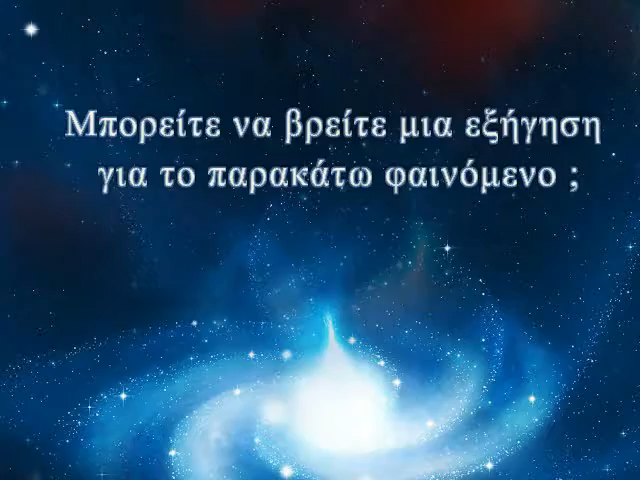 Μπορείτε να βρείτε μια εξήγηση
για το παρακάτω φαινόμενο ;